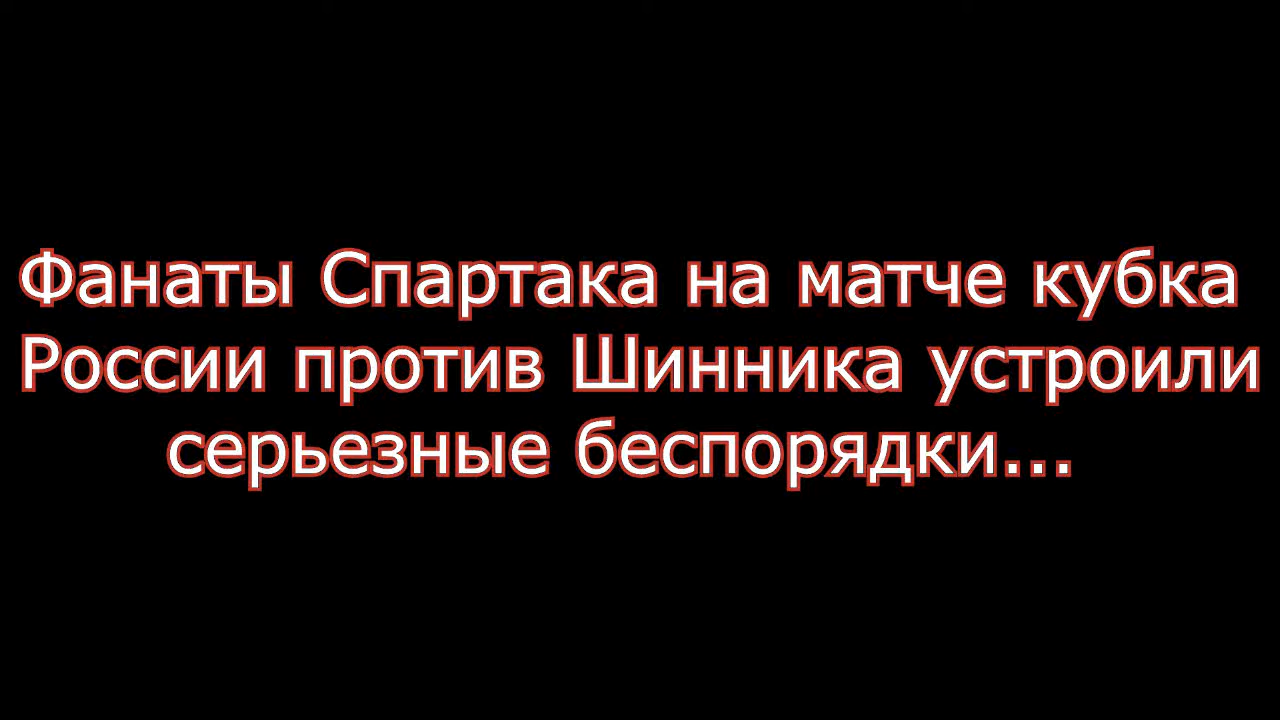 Фанаты Спартака на матче кубка
России против Шинника устроили
серьезные беспорядки...